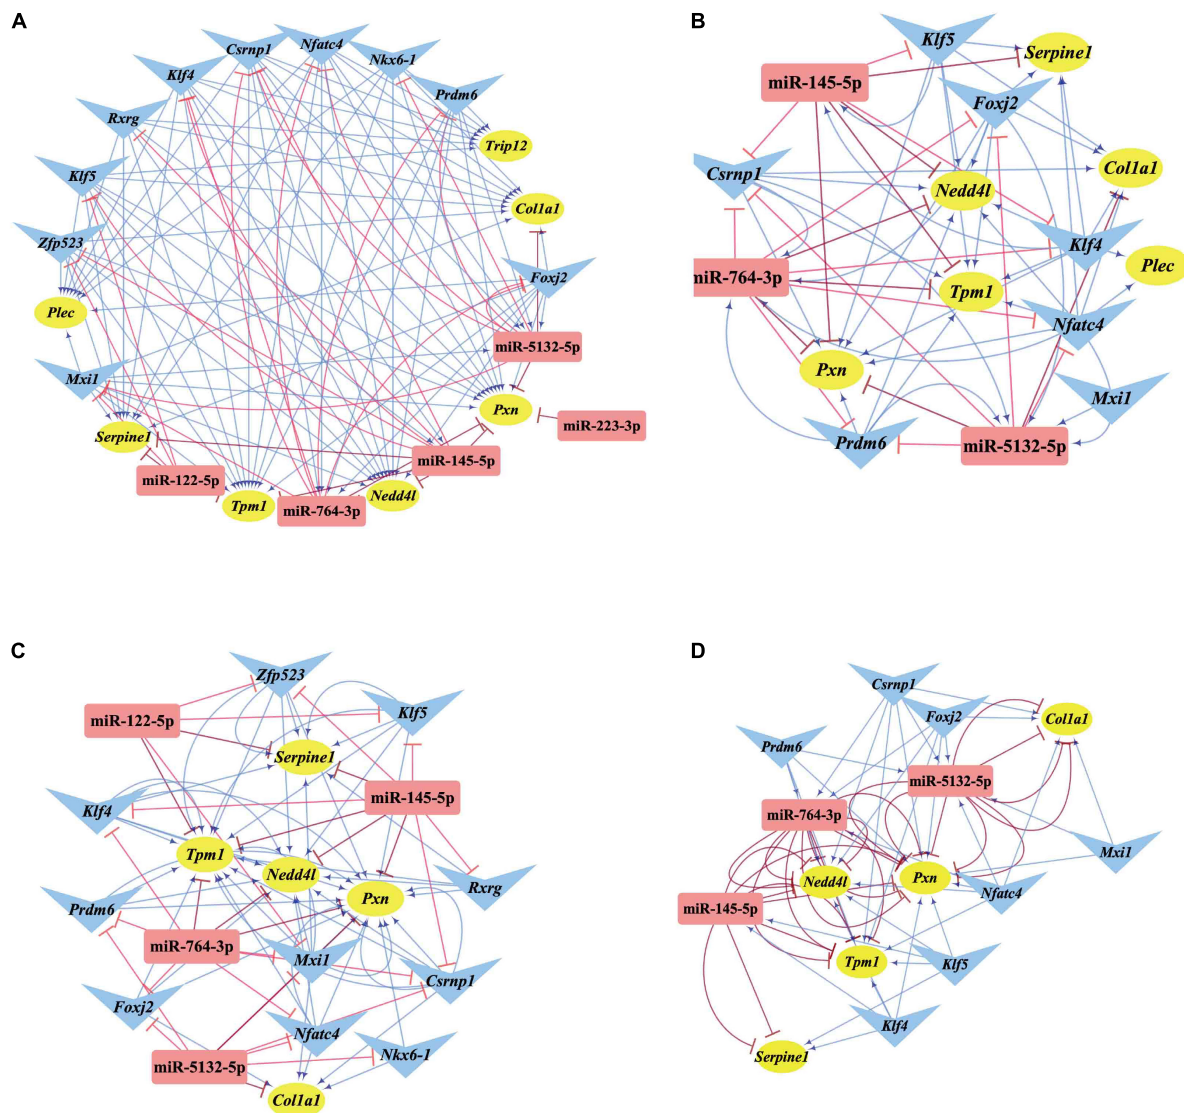 A
Csrnp1
Nfatc4
Nkx6-1
Klf4
Prdm6
Rxrg
Trip12
Klf5
Col1a1
Zfp523
Foxj2
Plec
miR-5132-5p
Mxi1
Pxn
miR-223-3p
Serpine1
miR-145-5p
miR-122-5p
Tpm1
miR-764-3p
Nedd4l
B
Klf5
Serpine1
miR-145-5p
Foxj2
Csrnp1
Col1a1
Nedd4l
Klf4
Plec
miR-764-3p
Tpm1
Nfatc4
Pxn
Mxi1
Prdm6
miR-5132-5p
C
Zfp523
miR-122-5p
Klf5
Serpine1
miR-145-5p
Klf4
Tpm1
Nedd4l
Rxrg
Pxn
Prdm6
miR-764-3p
Mxi1
Csrnp1
Foxj2
Nfatc4
Nkx6-1
miR-5132-5p
Col1a1
D
Csrnp1
Foxj2
Col1a1
Prdm6
miR-5132-5p
miR-764-3p
Mxi1
Nedd4l
Pxn
Nfatc4
miR-145-5p
Tpm1
Klf5
Klf4
Serpine1